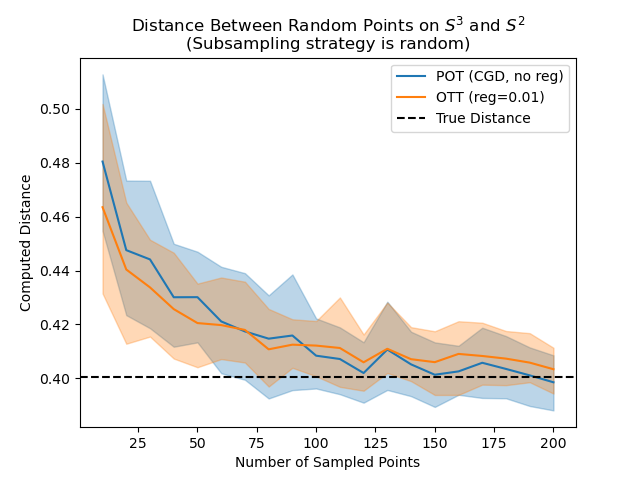 Distance Between Random Points on $S^3$ and $S^2$
(Subsampling strategy is random)
POT (CGD, no reg)
OTT (reg=0.01)
True Distance
Computed Distance
0.50
0.48
0.46
0.44
0.42
0.40
25 50 75 100 125 150 175 200
Number of Sampled Points